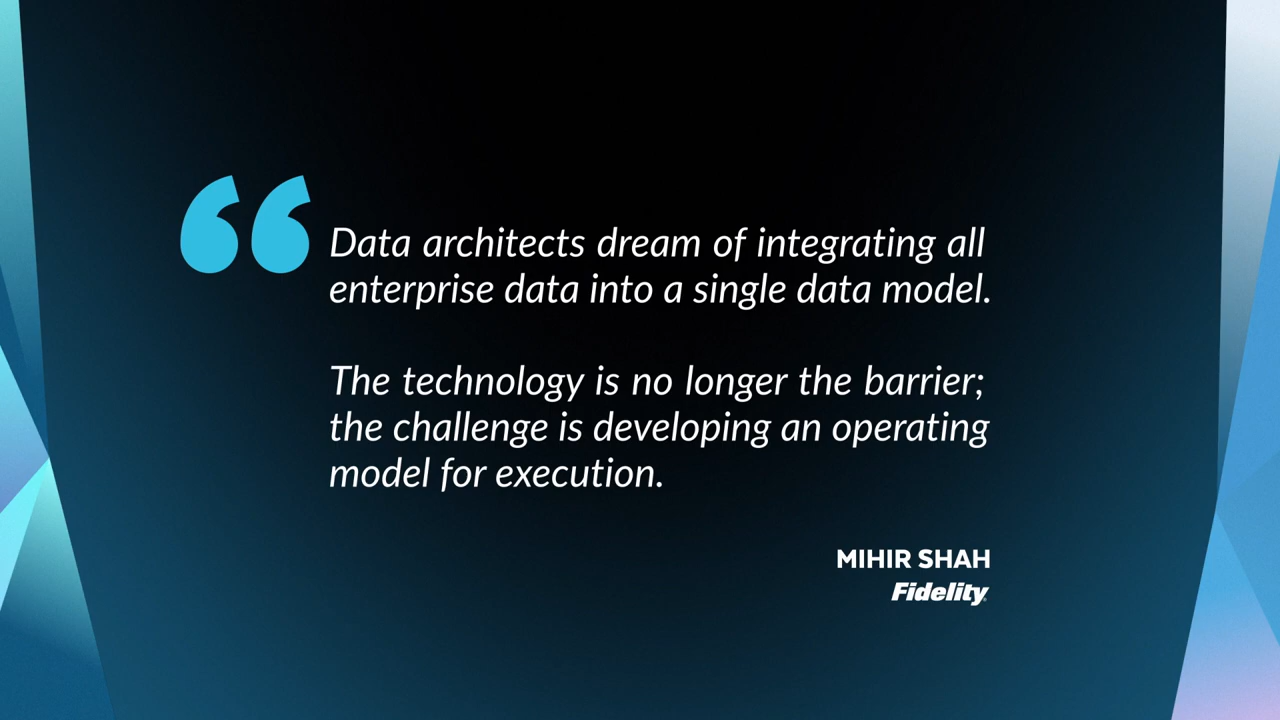 “
Data architects dream of integrating all
enterprise data into a single data model.
The technology is no longer the barrier;
the challenge is developing an operating
model for execution.
MIHIR SHAH
Fidelity